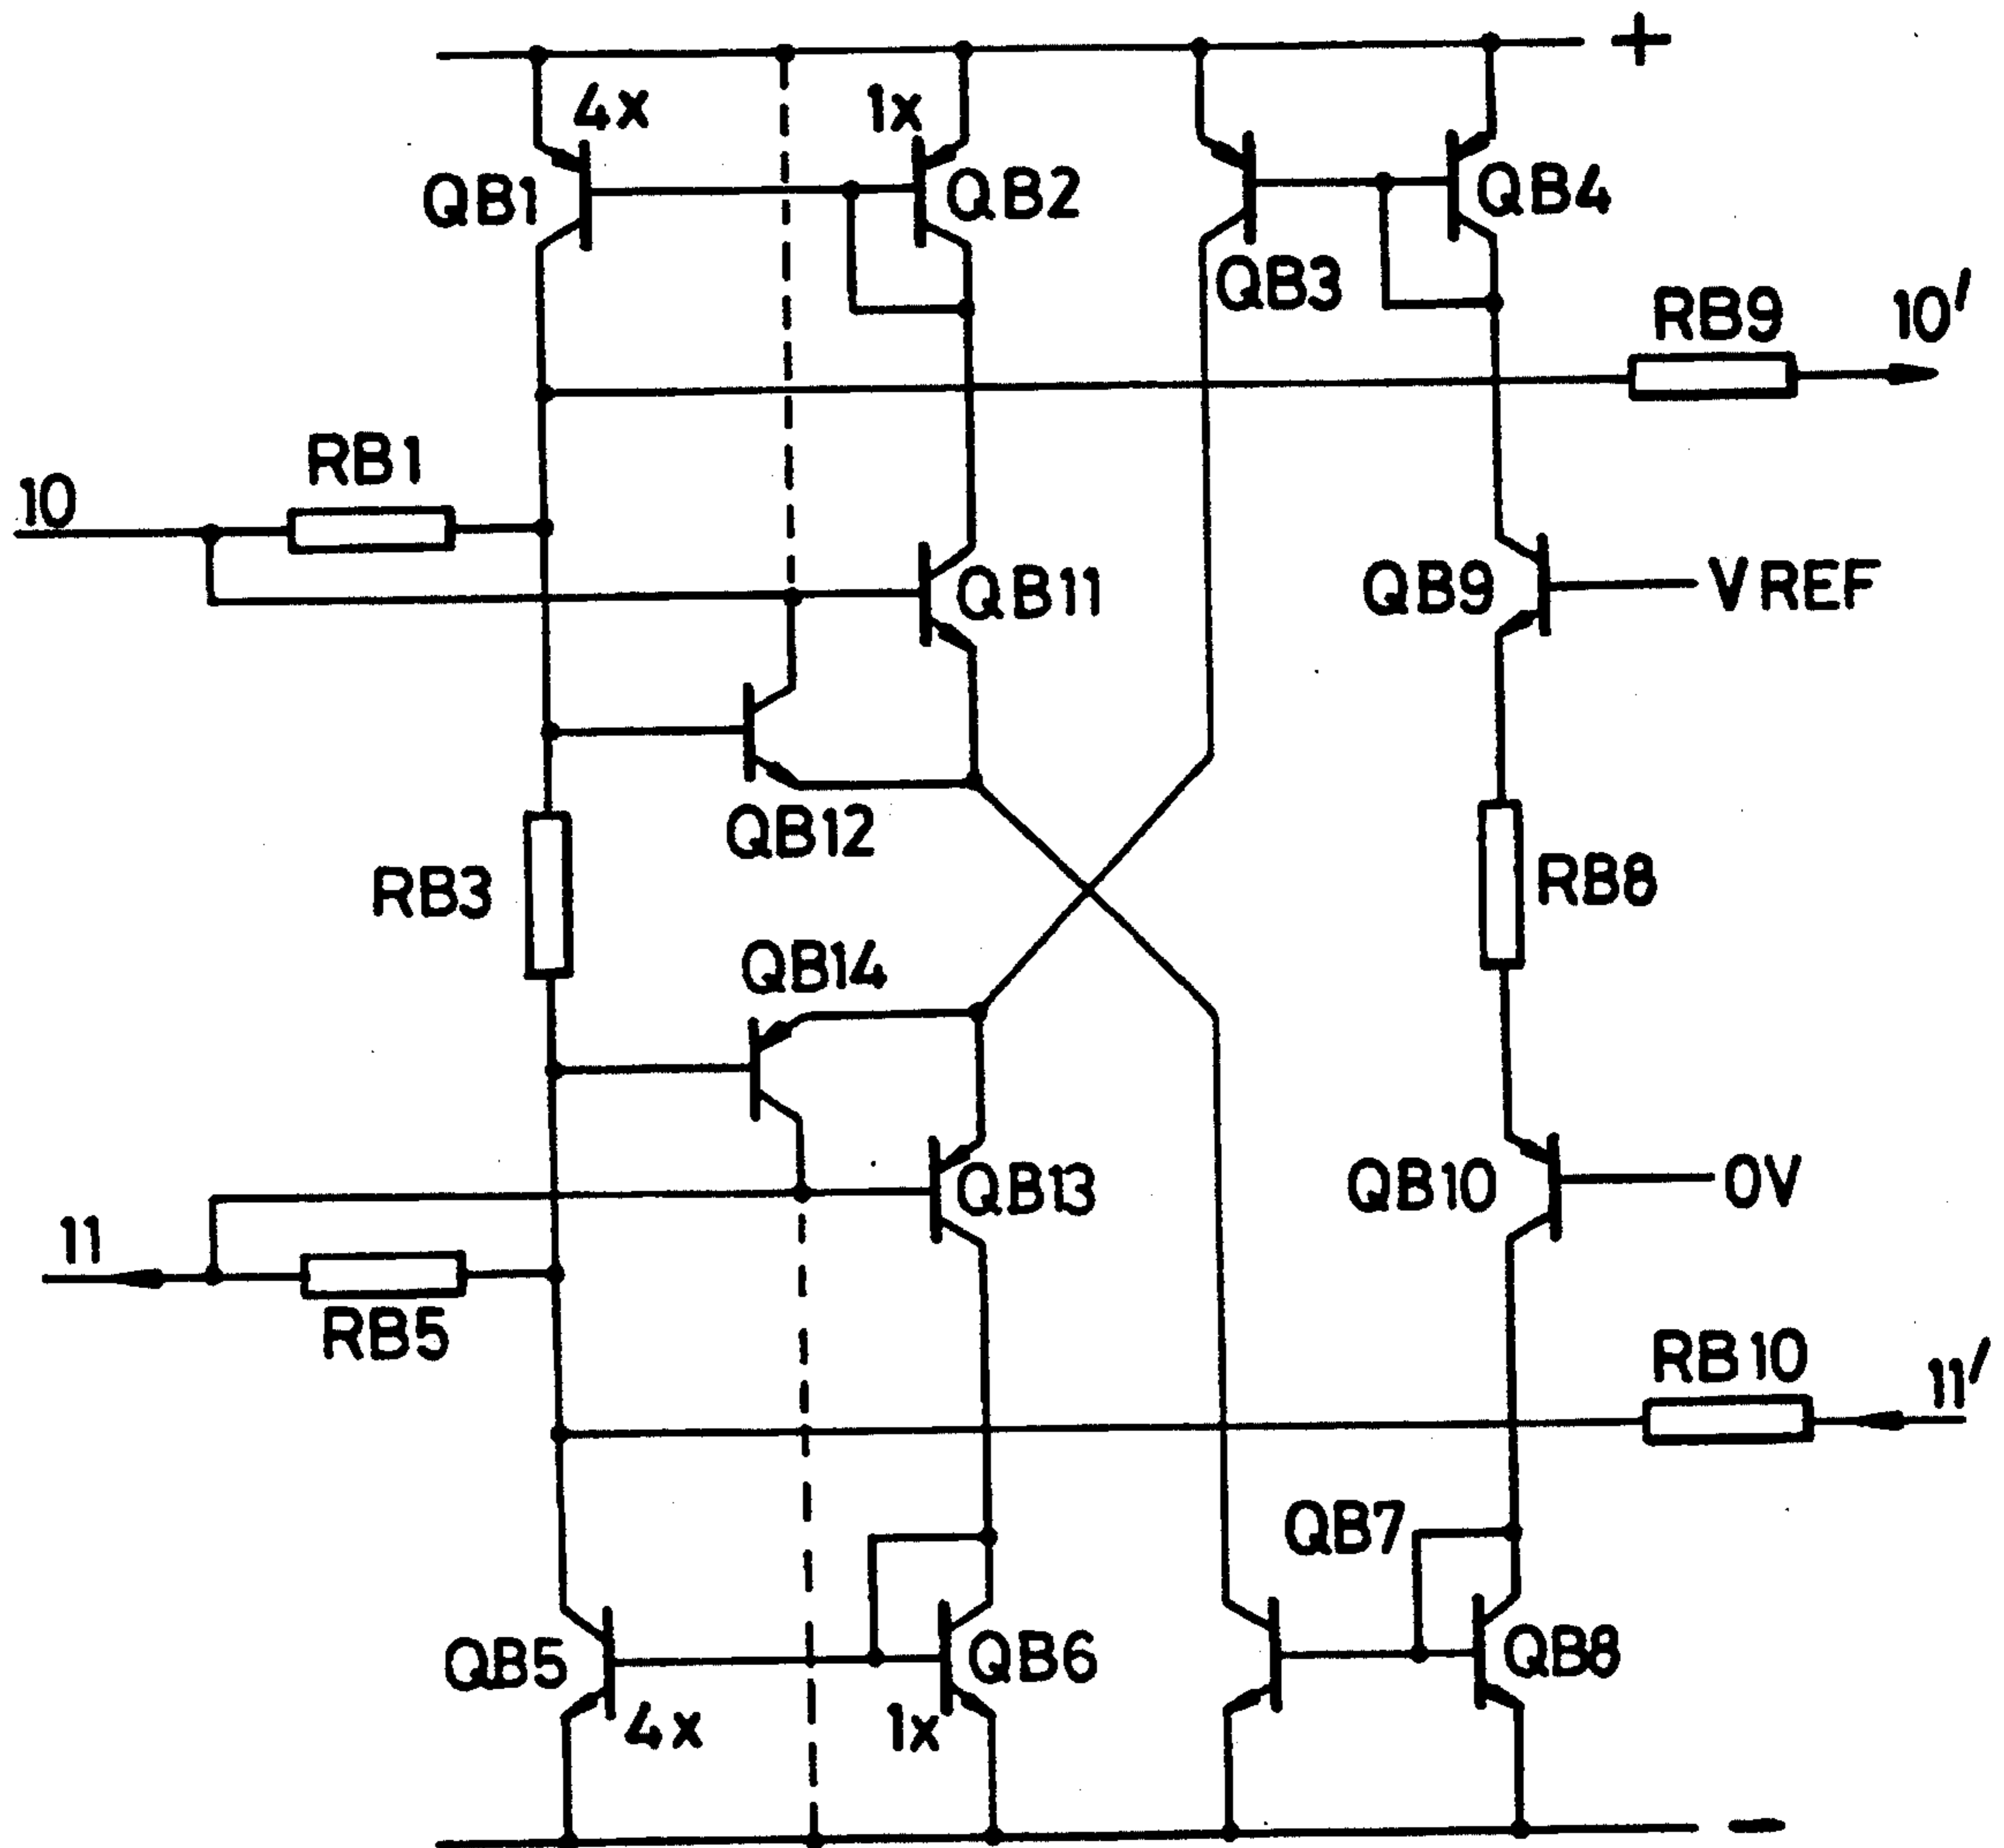 +
4x
1x
QB1
QB2
QB4
QB3
RB9
10′
RB1
10
QB11
QB9
VREF
QB12
RB3
RB8
QB14
QB13
QB10
0V
11
RB5
RB10
11′
QB7
QB5
QB6
QB8
4x
1x
−